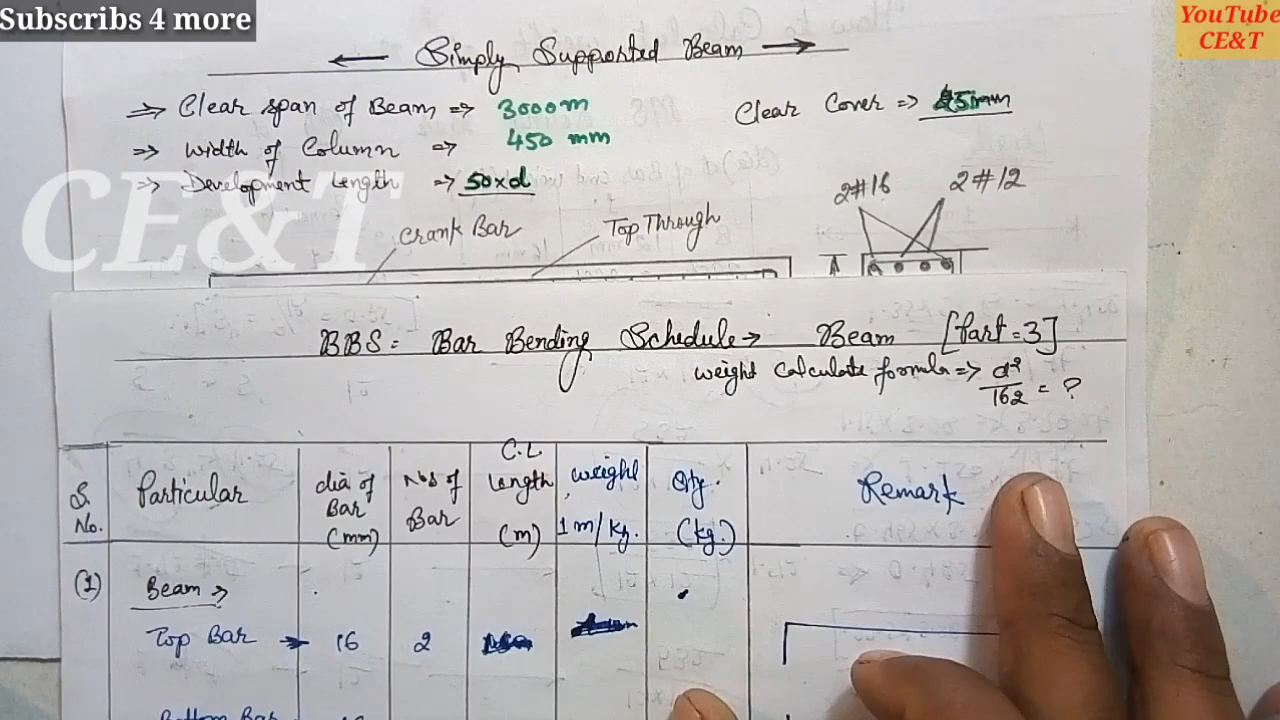 Subscribs 4 more
YouTube
CE&T
← Simply Supported Beam →
⇒ Clear span of Beam ⇒ 3000m
Clear Cover ⇒ 25mm
⇒ Width of Column ⇒ 450 mm
⇒ Development Length ⇒ 50×d
CE&T
2#16
2#12
Crank Bar
Top Through
BBS = Bar Bending Schedule → Beam [Part = 3]
weight Calculate formula ⇒ d²/162 = ?
S. No.
Particular
dia of Bar (mm)
Nos of Bar
C.L. Length (m)
weight 1m/kg.
Qty. (kg.)
Remark
(1)
Beam →
Top Bar → 16 2
Bottom Bar